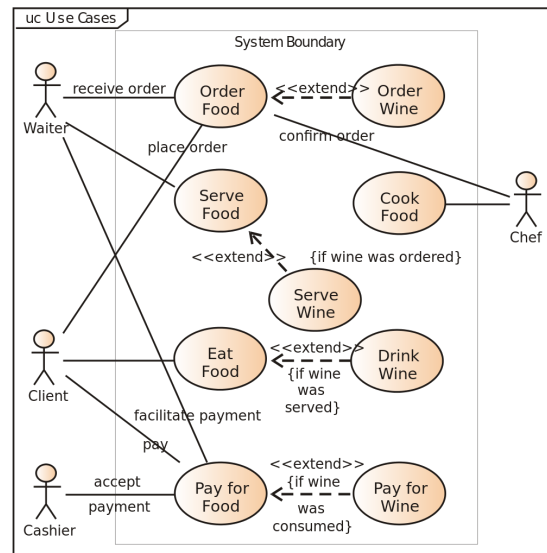 uc Use Cases
System Boundary
receive order
Order
Food
<<extend>>
Order
Wine
Waiter
place order
confirm order
Serve
Food
Cook
Food
Chef
<<extend>>
{if wine was ordered}
Serve
Wine
Client
Eat
Food
<<extend>>
{if wine
was
served}
Drink
Wine
facilitate payment
pay
Cashier
accept
payment
Pay for
Food
<<extend>>
{if wine
was
consumed}
Pay for
Wine